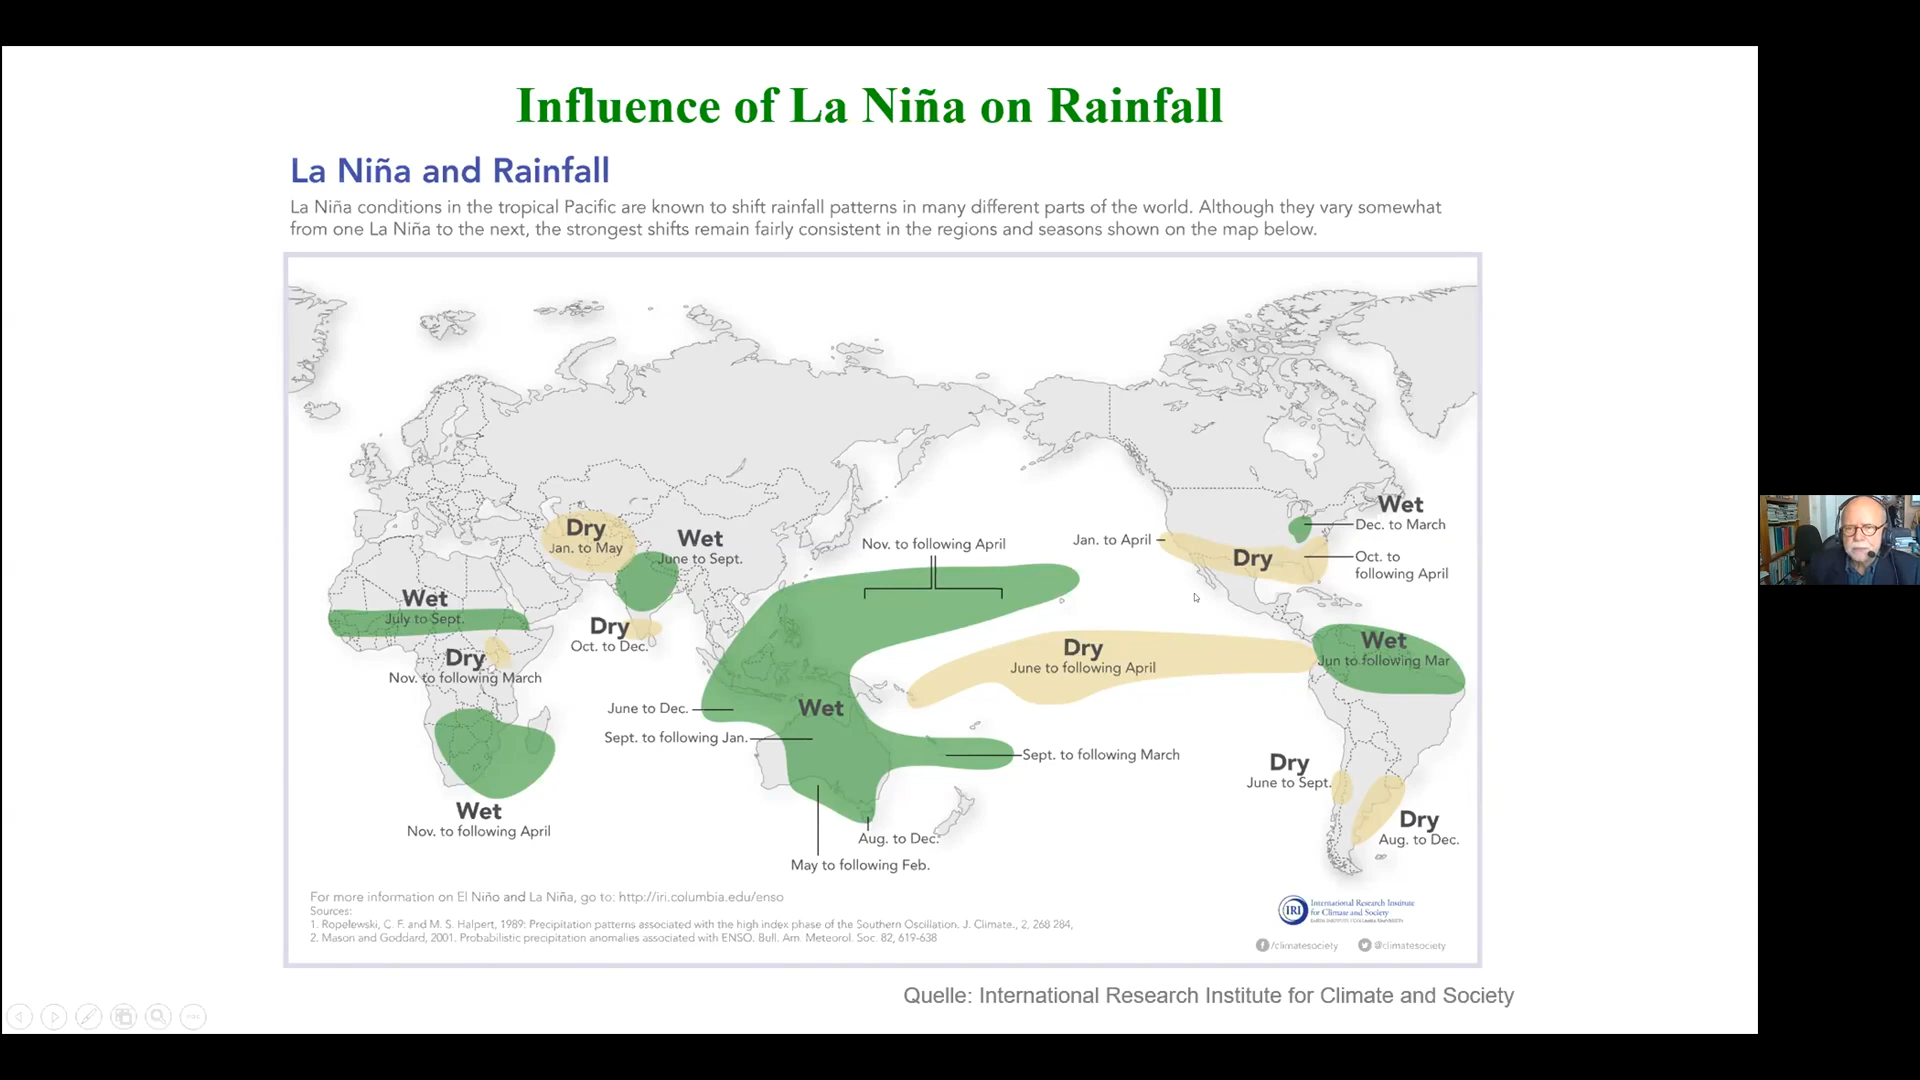 Influence of La Niña on Rainfall
La Niña and Rainfall
La Niña conditions in the tropical Pacific are known to shift rainfall patterns in many different parts of the world. Although they vary somewhat
from one La Niña to the next, the strongest shifts remain fairly consistent in the regions and seasons shown on the map below.
Wet
Dec. to March
Dry
Jan. to May
Wet
June to Sept.
Nov. to following April
Jan. to April
Dry
Oct. to
following April
Wet
July to Sept.
Dry
Oct. to Dec.
Dry
Nov. to following March
Dry
June to following April
Wet
Jun to following Mar
June to Dec.
Wet
Sept. to following Jan.
Sept. to following March
Dry
June to Sept.
Wet
Nov. to following April
Aug. to Dec.
May to following Feb.
Dry
Aug. to Dec.
For more information on El Niño and La Niña, go to: http://iri.columbia.edu/enso
Sources:
1. Ropelewski, C. F. and M. S. Halpert, 1989: Precipitation patterns associated with the high index phase of the Southern Oscillation. J. Climate., 2, 268 284,
2. Mason and Goddard, 2001. Probabilistic precipitation anomalies associated with ENSO. Bull. Am. Meteorol. Soc. 82, 619-638
IRI
International Research Institute
for Climate and Society
/climatesociety
@climatesociety
Quelle: International Research Institute for Climate and Society